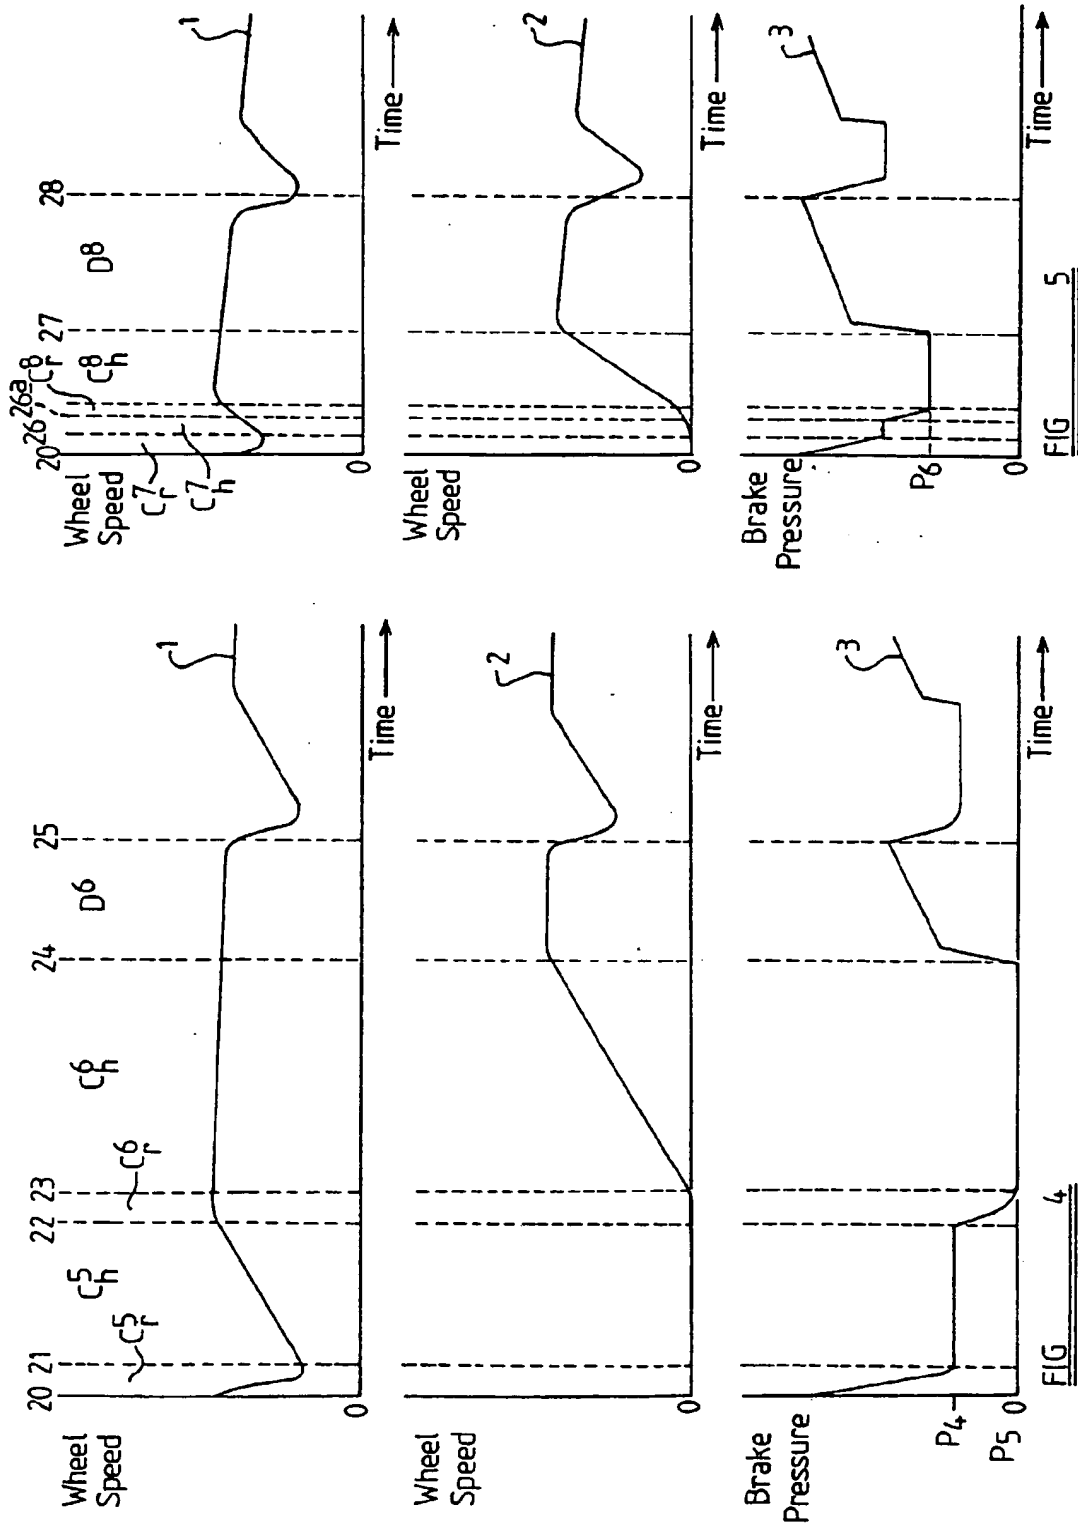 20 21 22 23 24 25
C5r C5h C6r C6h D6
Wheel
Speed
1
0
Time
Wheel
Speed
2
0
Time
Brake
Pressure
3
P4
P5 0
Time
FIG 4
20 26 26a 27 28
C7r C7h C8r C8h D8
Wheel
Speed
1
0
Time
Wheel
Speed
2
0
Time
Brake
Pressure
3
P6
0
Time
FIG 5